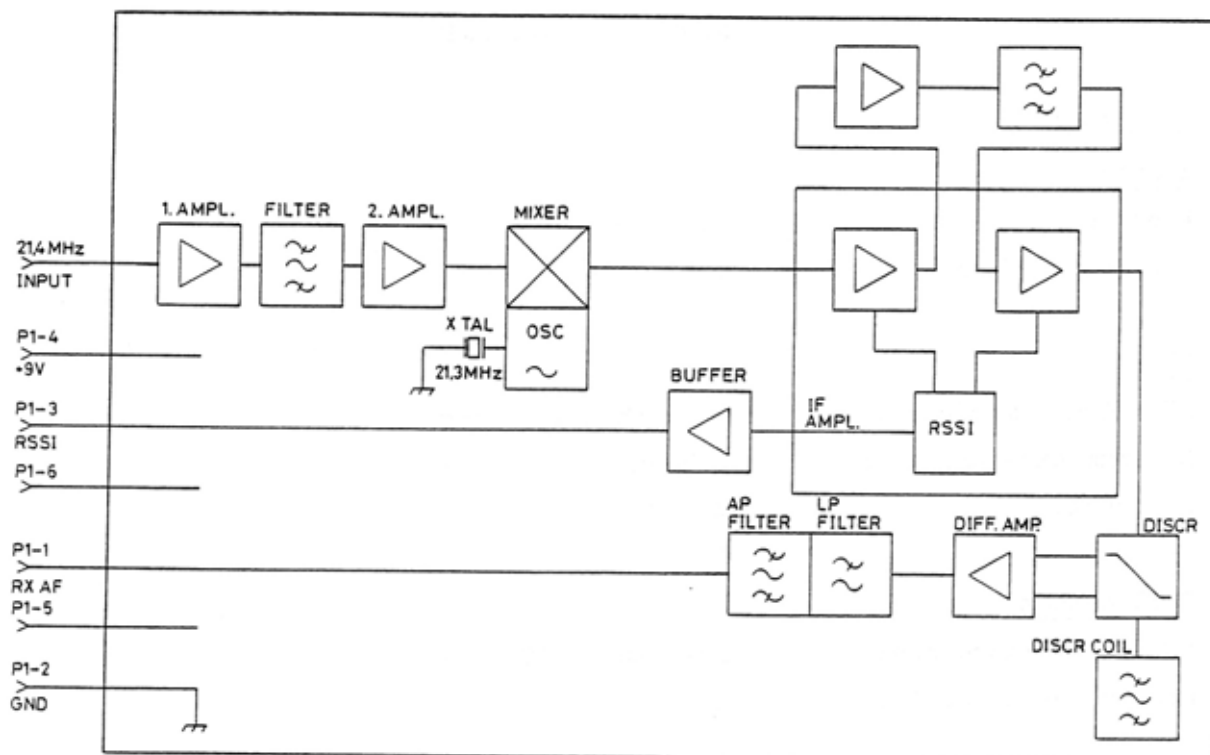 1. AMPL.
FILTER
2. AMPL.
MIXER
21,4MHz
INPUT
X TAL
OSC
21,3MHz
P1-4
+9V
BUFFER
P1-3
RSSI
IF
AMPL.
RSSI
P1-6
AP
FILTER
LP
FILTER
DIFF. AMP.
DISCR
P1-1
RX AF
P1-5
DISCR COIL
P1-2
GND